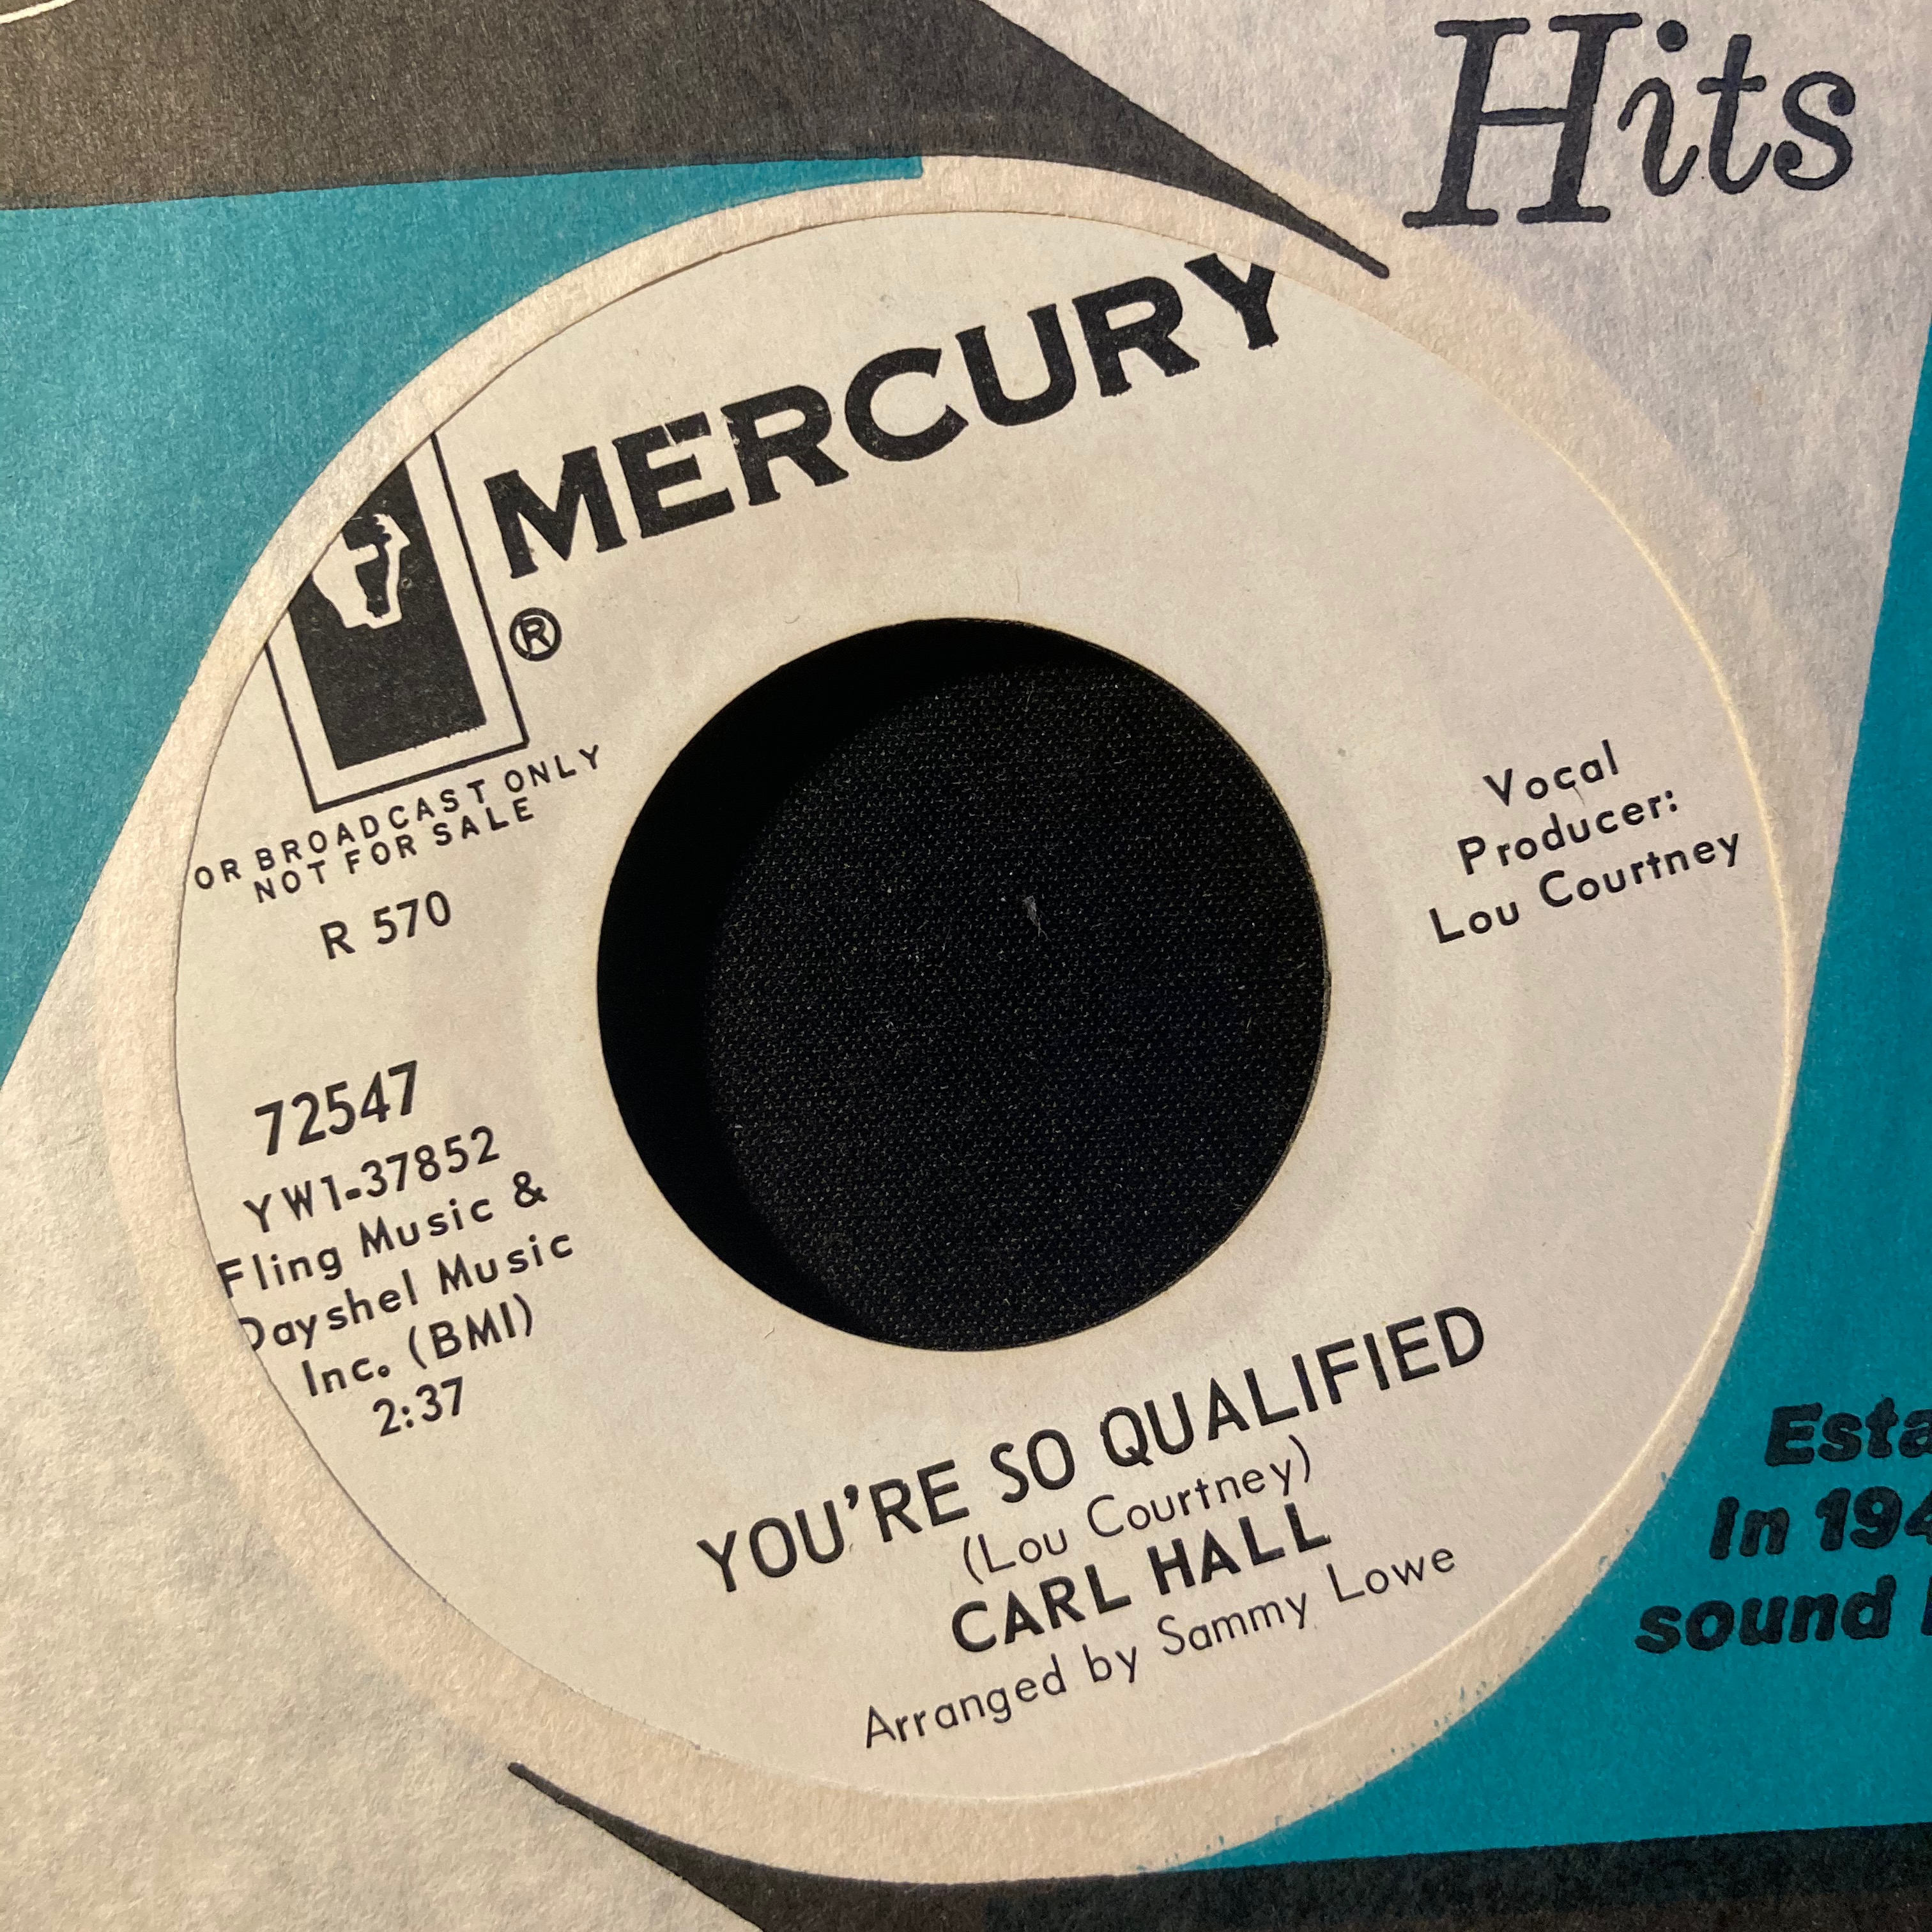 Hits
MERCURY
®
OR BROADCAST ONLY
NOT FOR SALE
R 570
Vocal
Producer:
Lou Courtney
72547
YW1-37852
Fling Music &
Dayshel Music
Inc. (BMI)
2:37
YOU'RE SO QUALIFIED
(Lou Courtney)
CARL HALL
Arranged by Sammy Lowe
Esta
In 194
sound